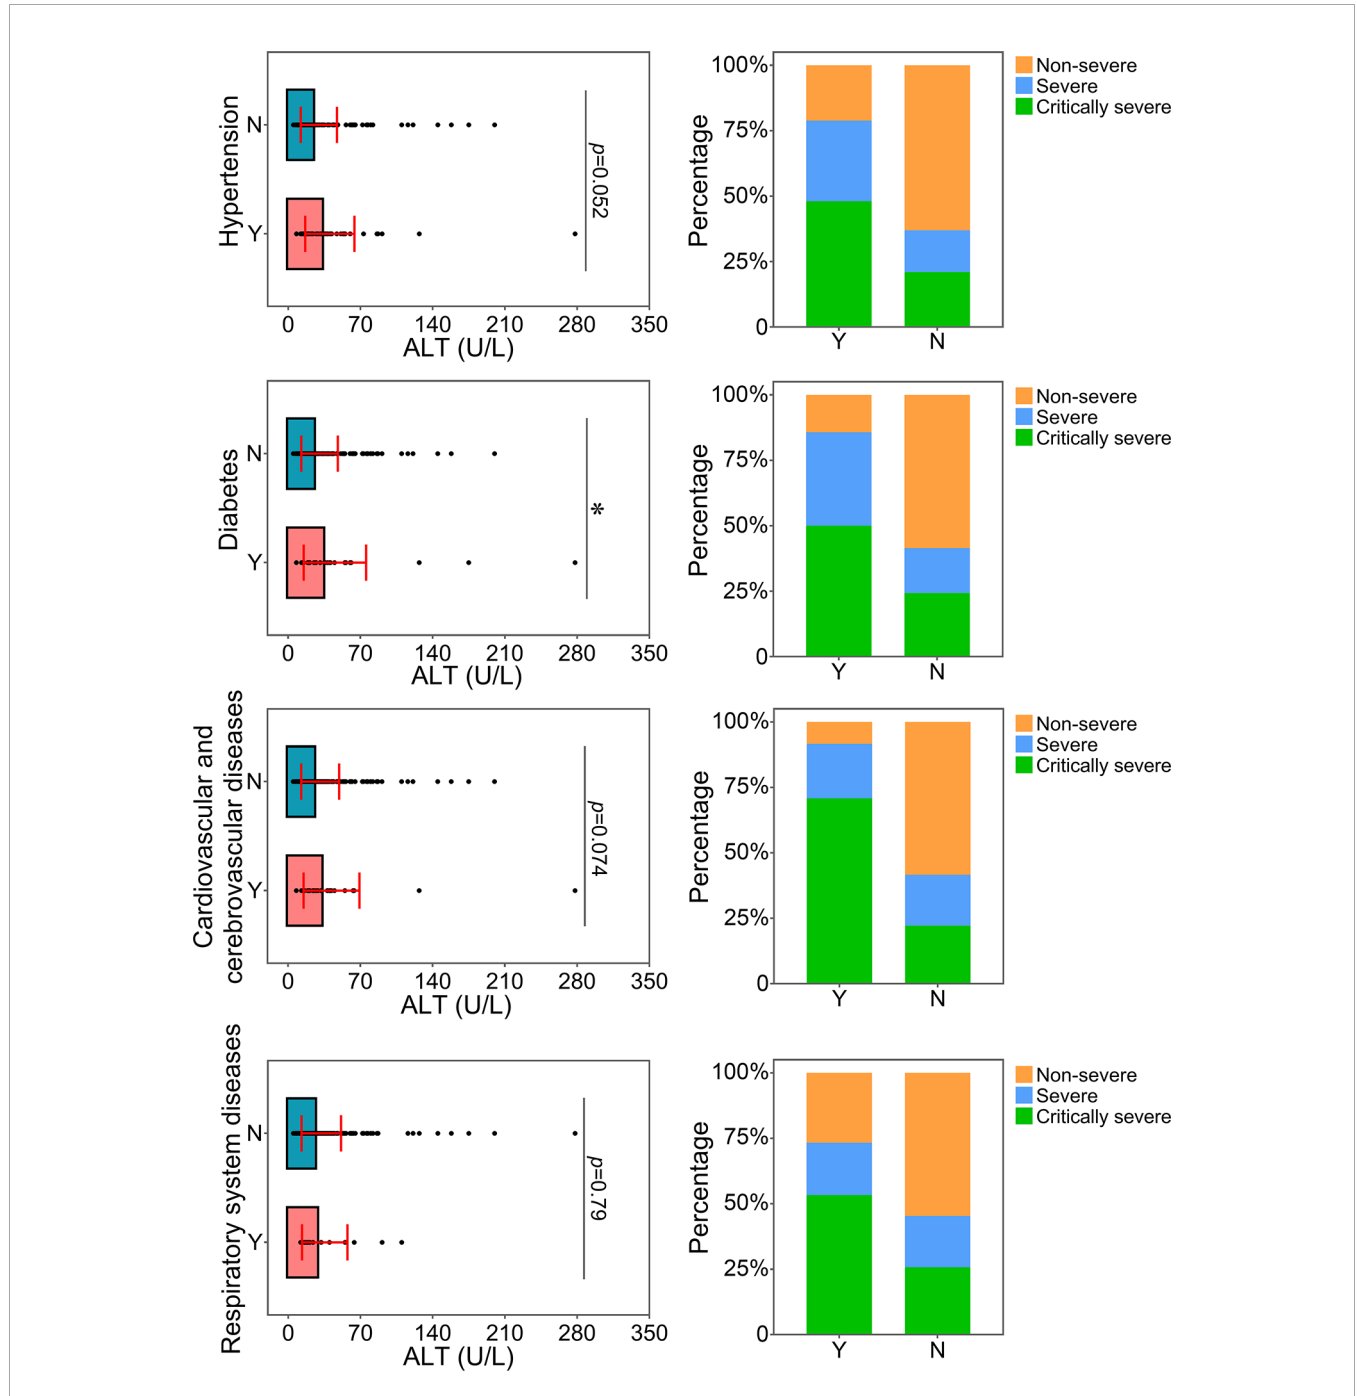 Hypertension
N
Y
p=0.052
0 70 140 210 280 350
ALT (U/L)
Percentage
100%
75%
50%
25%
0
Y N
Non-severe
Severe
Critically severe
Diabetes
N
Y
*
0 70 140 210 280 350
ALT (U/L)
Percentage
100%
75%
50%
25%
0
Y N
Non-severe
Severe
Critically severe
Cardiovascular and
cerebrovascular diseases
N
Y
p=0.074
0 70 140 210 280 350
ALT (U/L)
Percentage
100%
75%
50%
25%
0
Y N
Non-severe
Severe
Critically severe
Respiratory system diseases
N
Y
p=0.79
0 70 140 210 280 350
ALT (U/L)
Percentage
100%
75%
50%
25%
0
Y N
Non-severe
Severe
Critically severe